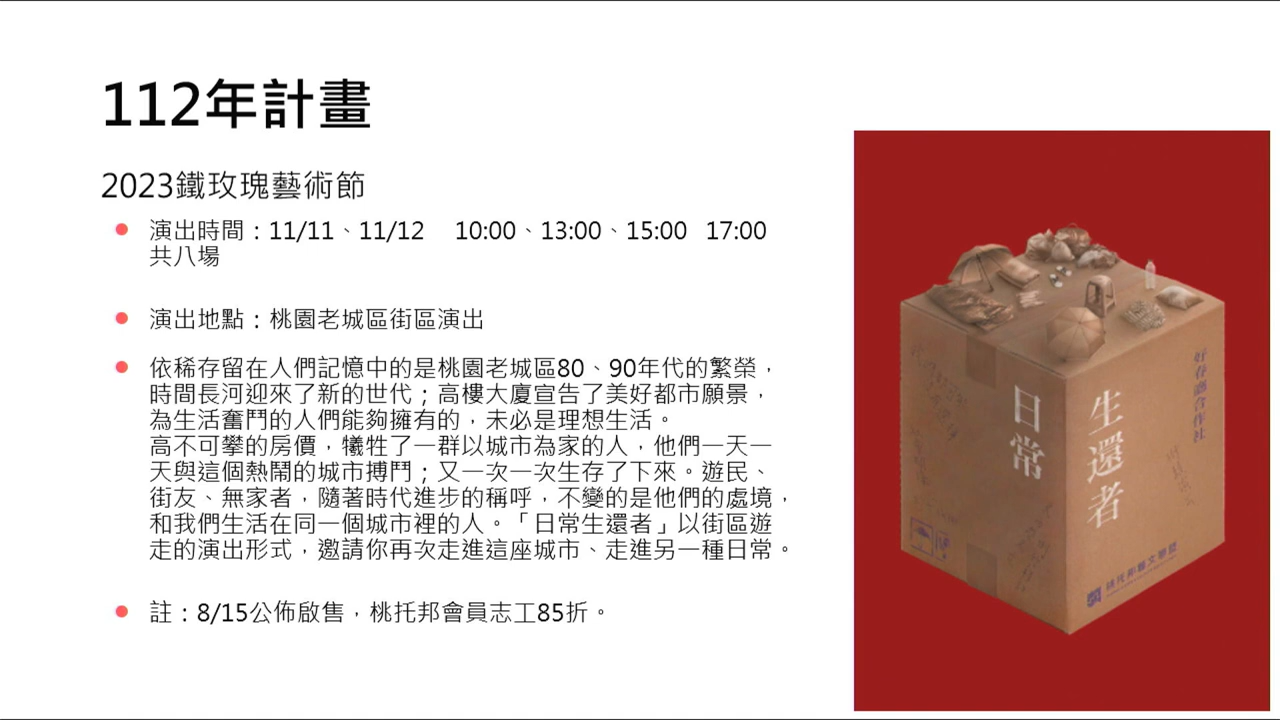 112年計畫
2023鐵玫瑰藝術節
演出時間：11/11、11/12 10:00、13:00、15:00 17:00
共八場
演出地點：桃園老城區街區演出
依稀存留在人們記憶中的是桃園老城區80、90年代的繁榮，
時間長河迎來了新的世代；高樓大廈宣告了美好都市願景，
為生活奮鬥的人們能夠擁有的，未必是理想生活。
高不可攀的房價，犧牲了一群以城市為家的人，他們一天一
天與這個熱鬧的城市搏鬥；又一次一次生存了下來。遊民、
街友、無家者，隨著時代進步的稱呼，不變的是他們的處境，
和我們生活在同一個城市裡的人。「日常生還者」以街區遊
走的演出形式，邀請你再次走進這座城市、走進另一種日常。
註：8/15公佈啟售，桃托邦會員志工85折。
日常
生還者
桃托邦藝文聯盟